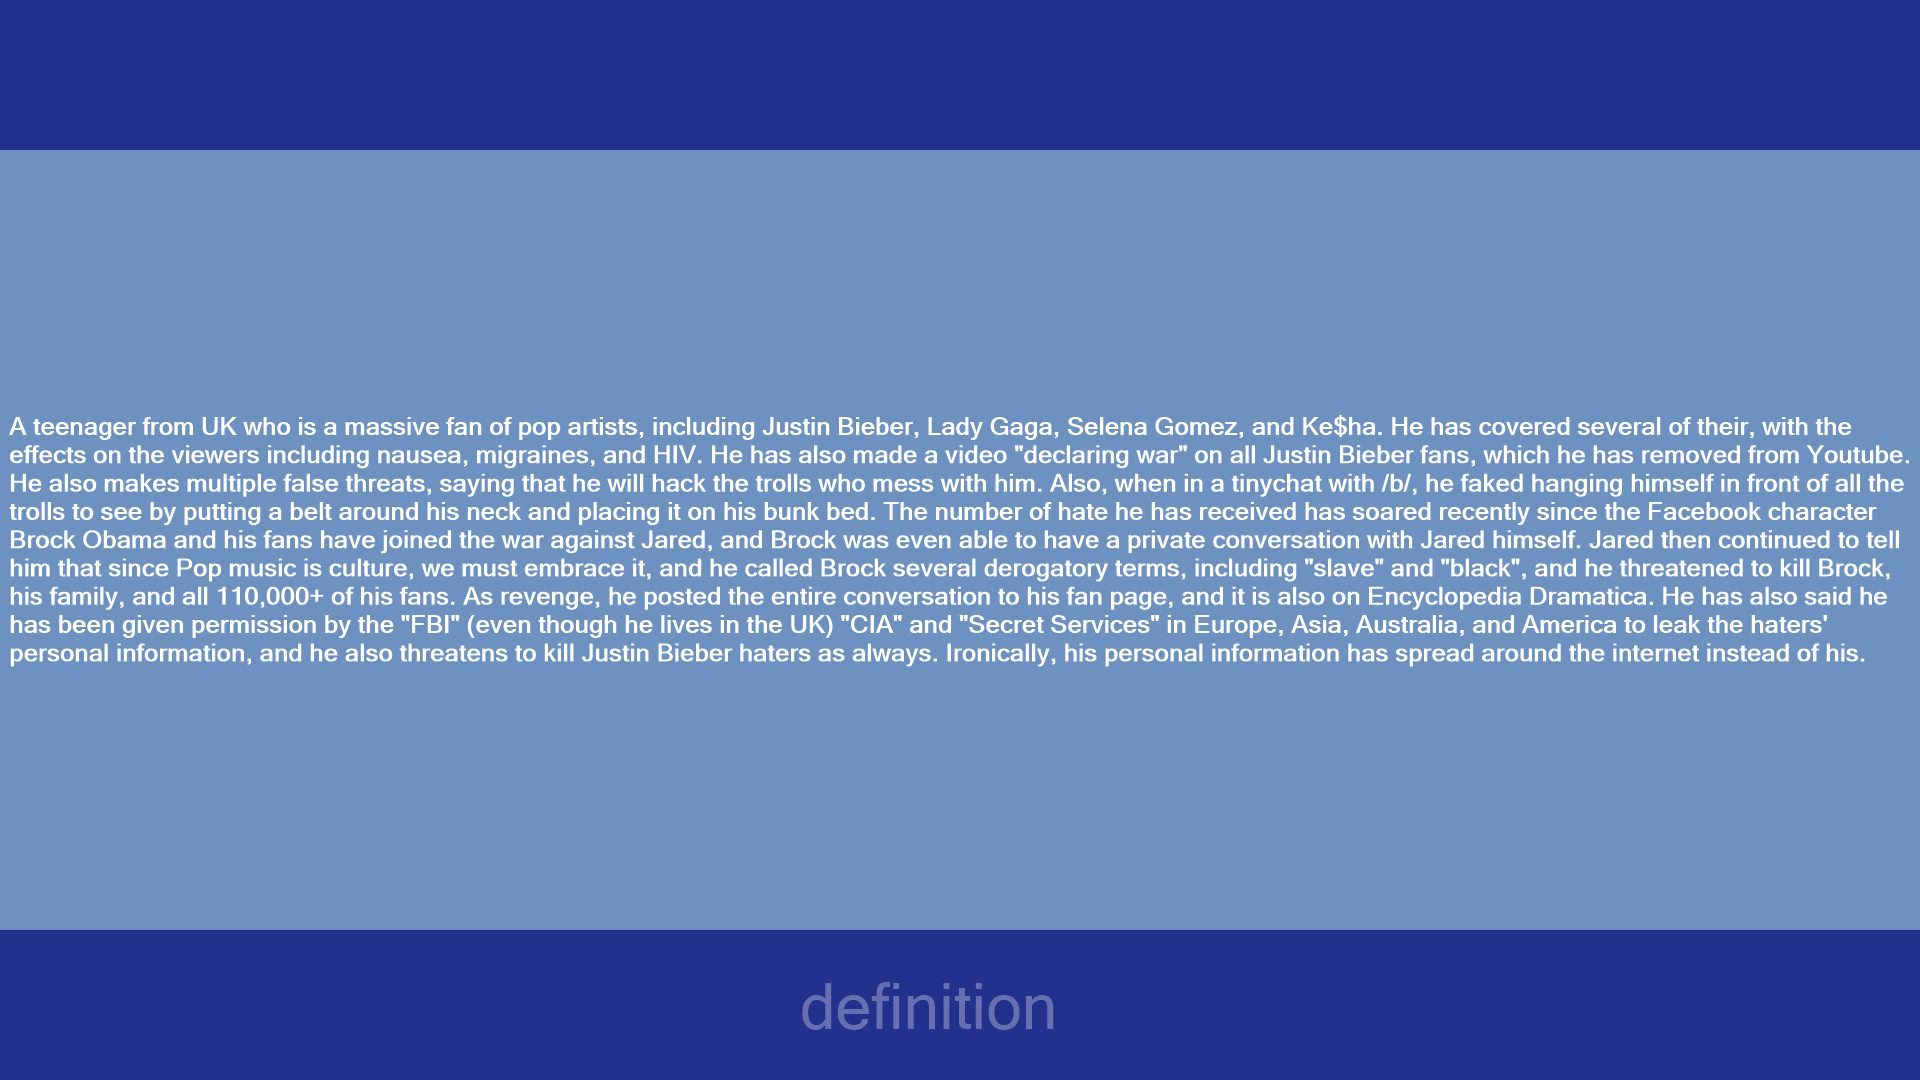 A teenager from UK who is a massive fan of pop artists, including Justin Bieber, Lady Gaga, Selena Gomez, and Ke$ha. He has covered several of their, with the
effects on the viewers including nausea, migraines, and HIV. He has also made a video "declaring war" on all Justin Bieber fans, which he has removed from Youtube.
He also makes multiple false threats, saying that he will hack the trolls who mess with him. Also, when in a tinychat with /b/, he faked hanging himself in front of all the
trolls to see by putting a belt around his neck and placing it on his bunk bed. The number of hate he has received has soared recently since the Facebook character
Brock Obama and his fans have joined the war against Jared, and Brock was even able to have a private conversation with Jared himself. Jared then continued to tell
him that since Pop music is culture, we must embrace it, and he called Brock several derogatory terms, including "slave" and "black", and he threatened to kill Brock,
his family, and all 110,000+ of his fans. As revenge, he posted the entire conversation to his fan page, and it is also on Encyclopedia Dramatica. He has also said he
has been given permission by the "FBI" (even though he lives in the UK) "CIA" and "Secret Services" in Europe, Asia, Australia, and America to leak the haters'
personal information, and he also threatens to kill Justin Bieber haters as always. Ironically, his personal information has spread around the internet instead of his.
definition